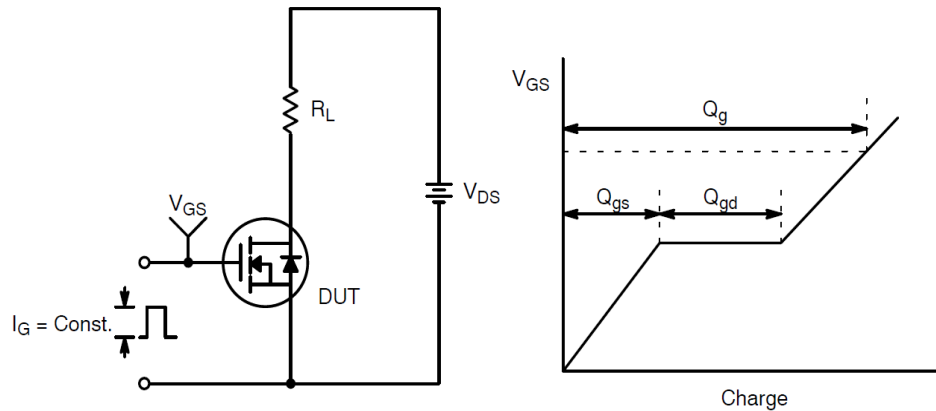 R_L
V_GS
DUT
V_DS
I_G = Const.
V_GS
Q_g
Q_gs
Q_gd
Charge